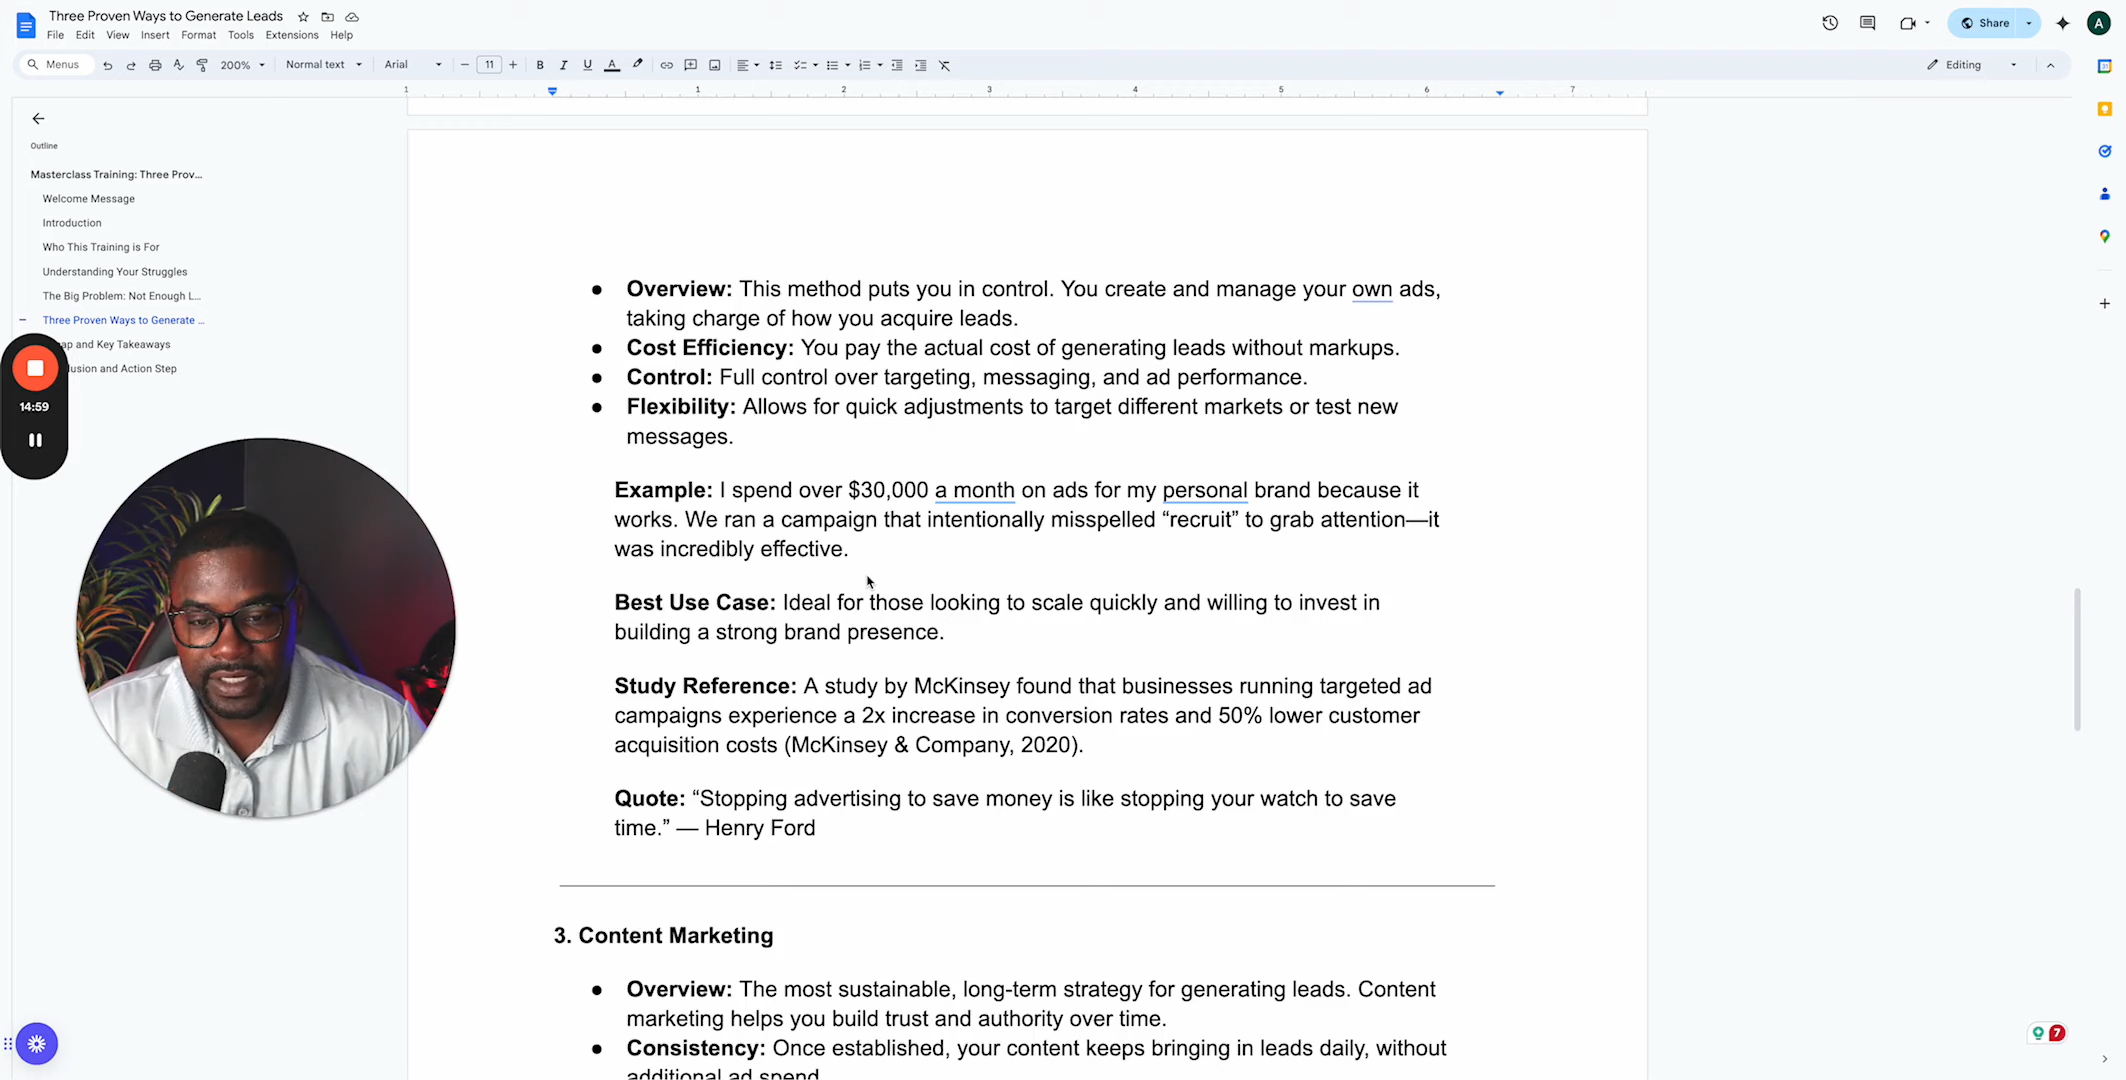 Three Proven Ways to Generate Leads
File Edit View Insert Format Tools Extensions Help
Share
A
Menus
200%
Normal text
Arial
11
Editing
1 1 2 3 4 5 6 7
Outline
Masterclass Training: Three Prov...
Welcome Message
Introduction
Who This Training is For
Understanding Your Struggles
The Big Problem: Not Enough L...
Three Proven Ways to Generate ...
ap and Key Takeaways
lusion and Action Step
14:59
● Overview: This method puts you in control. You create and manage your own ads,
taking charge of how you acquire leads.
● Cost Efficiency: You pay the actual cost of generating leads without markups.
● Control: Full control over targeting, messaging, and ad performance.
● Flexibility: Allows for quick adjustments to target different markets or test new
messages.
Example: I spend over $30,000 a month on ads for my personal brand because it
works. We ran a campaign that intentionally misspelled “recruit” to grab attention—it
was incredibly effective.
Best Use Case: Ideal for those looking to scale quickly and willing to invest in
building a strong brand presence.
Study Reference: A study by McKinsey found that businesses running targeted ad
campaigns experience a 2x increase in conversion rates and 50% lower customer
acquisition costs (McKinsey & Company, 2020).
Quote: “Stopping advertising to save money is like stopping your watch to save
time.” — Henry Ford
3. Content Marketing
● Overview: The most sustainable, long-term strategy for generating leads. Content
marketing helps you build trust and authority over time.
● Consistency: Once established, your content keeps bringing in leads daily, without
additional ad spend.
7